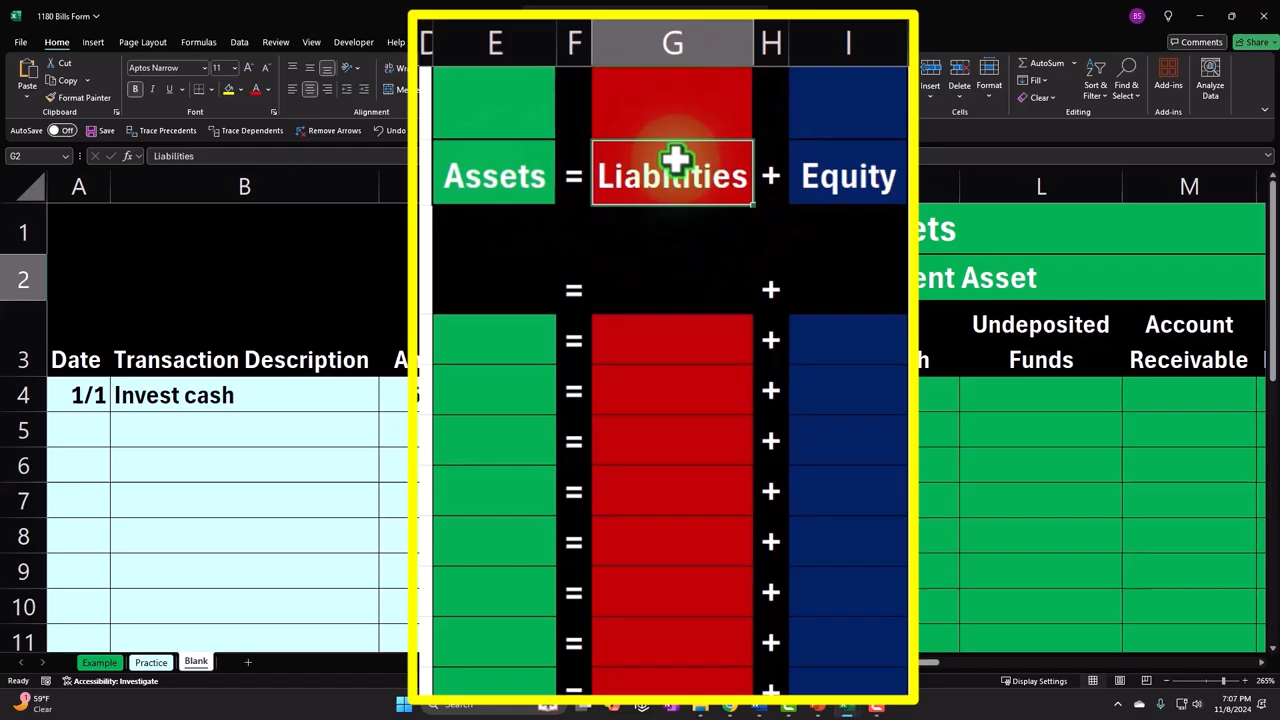 1180 Bills Form
BS
File Home Insert Page Layout Formulas Data Review View Developer
Comments Share
Cut
Copy
Format Painter
Paste
Clipboard
Aptos Narrow 11
B I U
Font
Alignment
Insert Delete Format
Cells
AutoSum
Fill
Clear
Sort & Filter
Find & Select
Editing
Add-ins
Add-ins
Analyze Data
AutoSave Off Save Trace Precedents Trace Dependents Remove Arrows Undo
G2 fx Liabilities
A B D E F G H I L M
1
2 Assets = Liabilities + Equity ent Asset
ets
3 Date Transaction Description = + Undeposited Funds Account Receivable
4 1/1 Invest cash = +
5 = +
6 = +
7 = +
8 = +
9 = +
10 = +
11 = +
Example Practice Blank +
Ready Accessibility: Investigate Display Settings 265%
59°F
Clear
Search
7:07 PM
11/8/2024